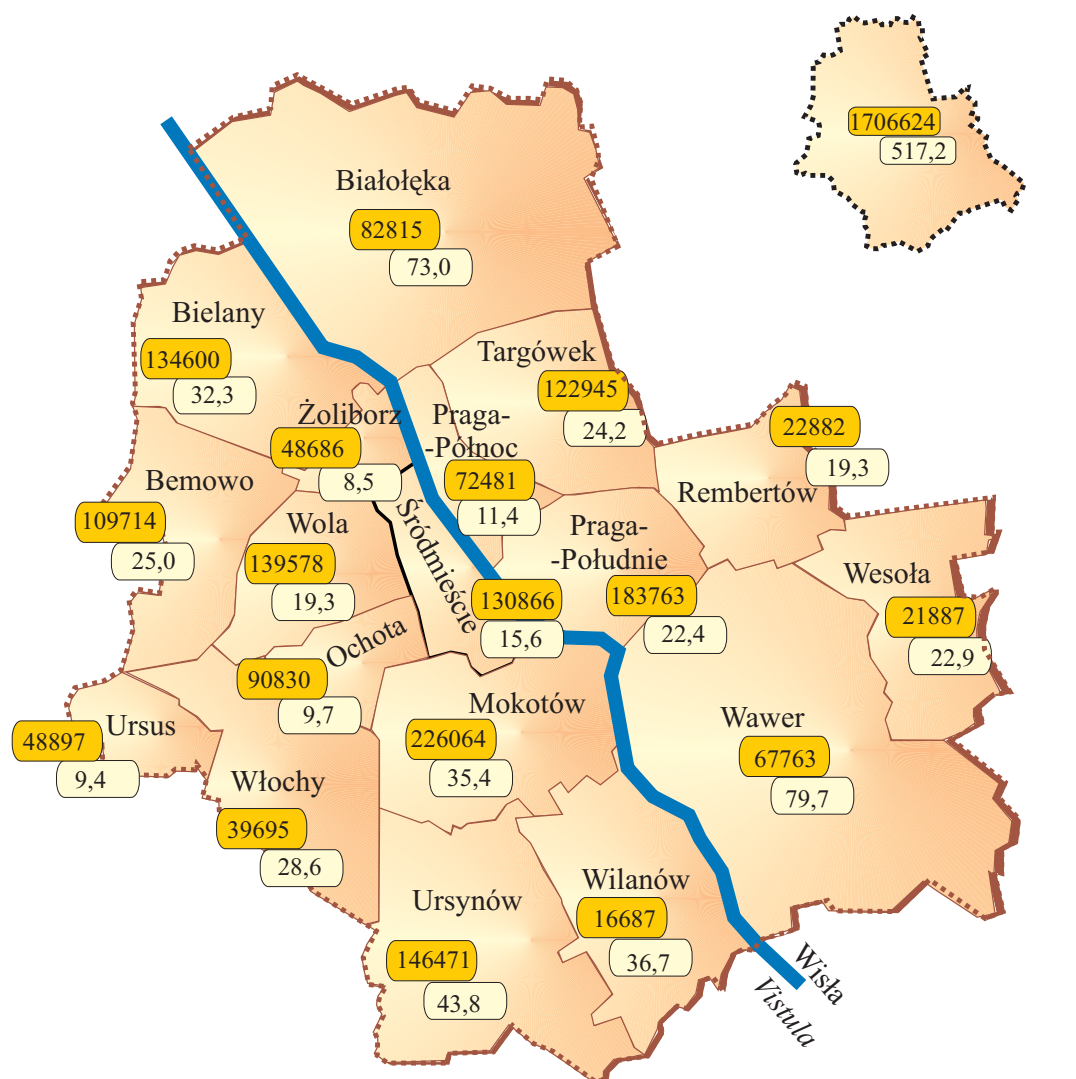 1706624
517,2
Białołęka
82815
73,0
Bielany
134600
32,3
Targówek
122945
24,2
Żoliborz
48686
8,5
Praga-
-Północ
72481
11,4
22882
19,3
Rembertów
Bemowo
109714
25,0
Wola
139578
19,3
Śródmieście
130866
15,6
Praga-
-Południe
183763
22,4
Wesoła
21887
22,9
Ochota
90830
9,7
Ursus
48897
9,4
Mokotów
226064
35,4
Wawer
67763
79,7
Włochy
39695
28,6
Ursynów
146471
43,8
Wilanów
16687
36,7
Wisła
Vistula